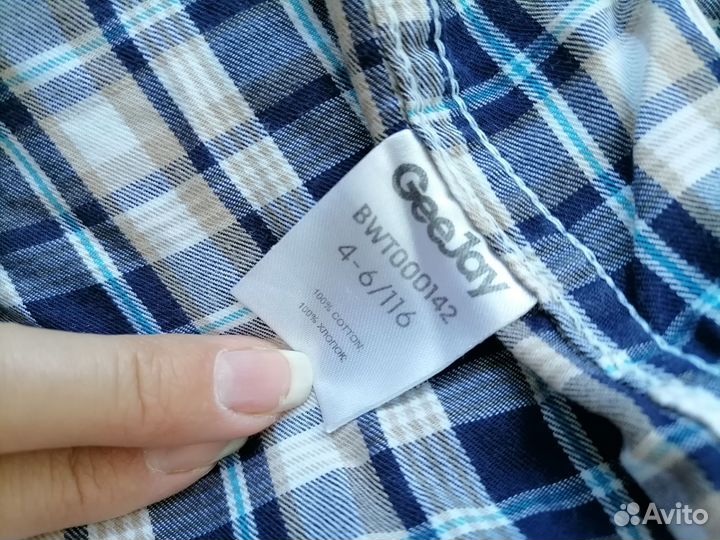 GeeJay
BWT000142
4-6/116
100% COTTON
100% ХЛОПОК
Avito